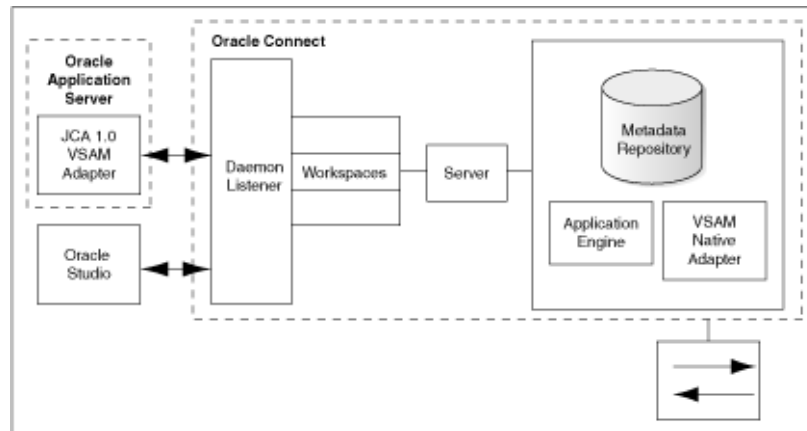 Oracle Connect
Oracle
Application
Server
JCA 1.0
VSAM
Adapter
Oracle
Studio
Daemon
Listener
Workspaces
Server
Metadata
Repository
Application
Engine
VSAM
Native
Adapter